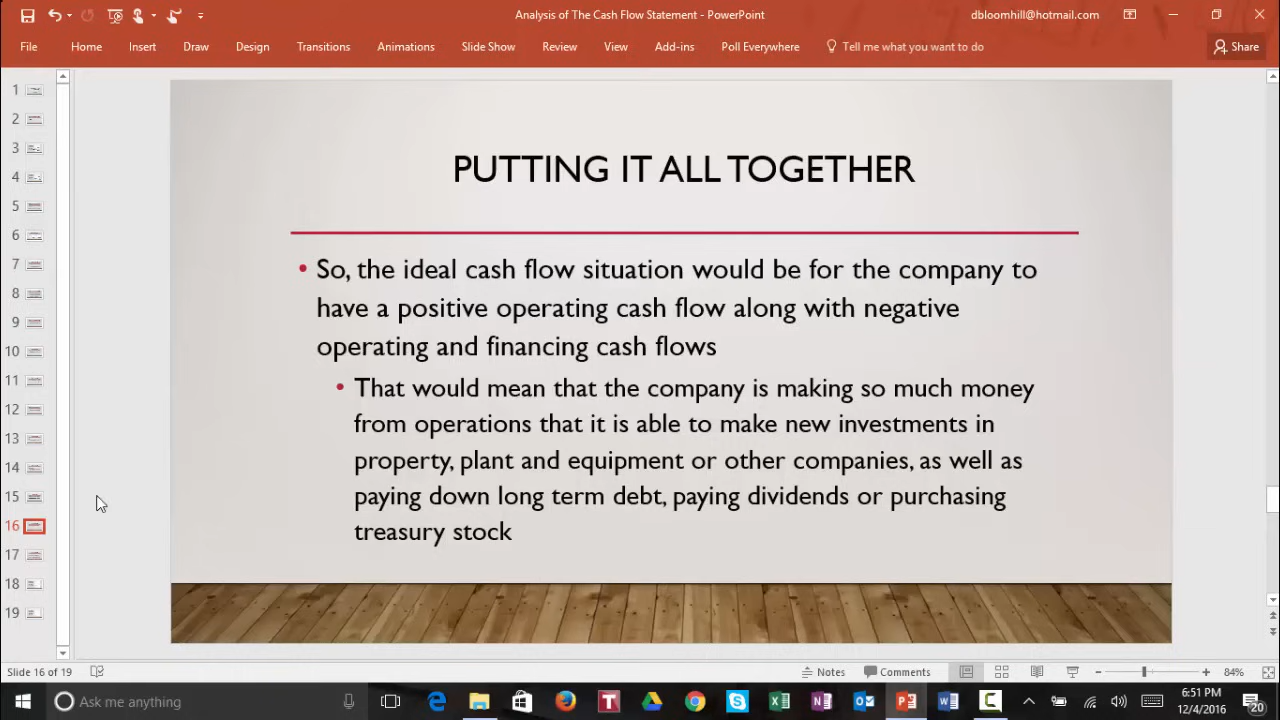 Analysis of The Cash Flow Statement - PowerPoint
dbloomhill@hotmail.com
File Home Insert Draw Design Transitions Animations Slide Show Review View Add-ins Poll Everywhere Tell me what you want to do Share
1
2
3
4
5
6
7
8
9
10
11
12
13
14
15
16
17
18
19
PUTTING IT ALL TOGETHER
• So, the ideal cash flow situation would be for the company to
have a positive operating cash flow along with negative
operating and financing cash flows
• That would mean that the company is making so much money
from operations that it is able to make new investments in
property, plant and equipment or other companies, as well as
paying down long term debt, paying dividends or purchasing
treasury stock
Slide 16 of 19 Notes Comments 84%
Ask me anything
6:51 PM
12/4/2016
20